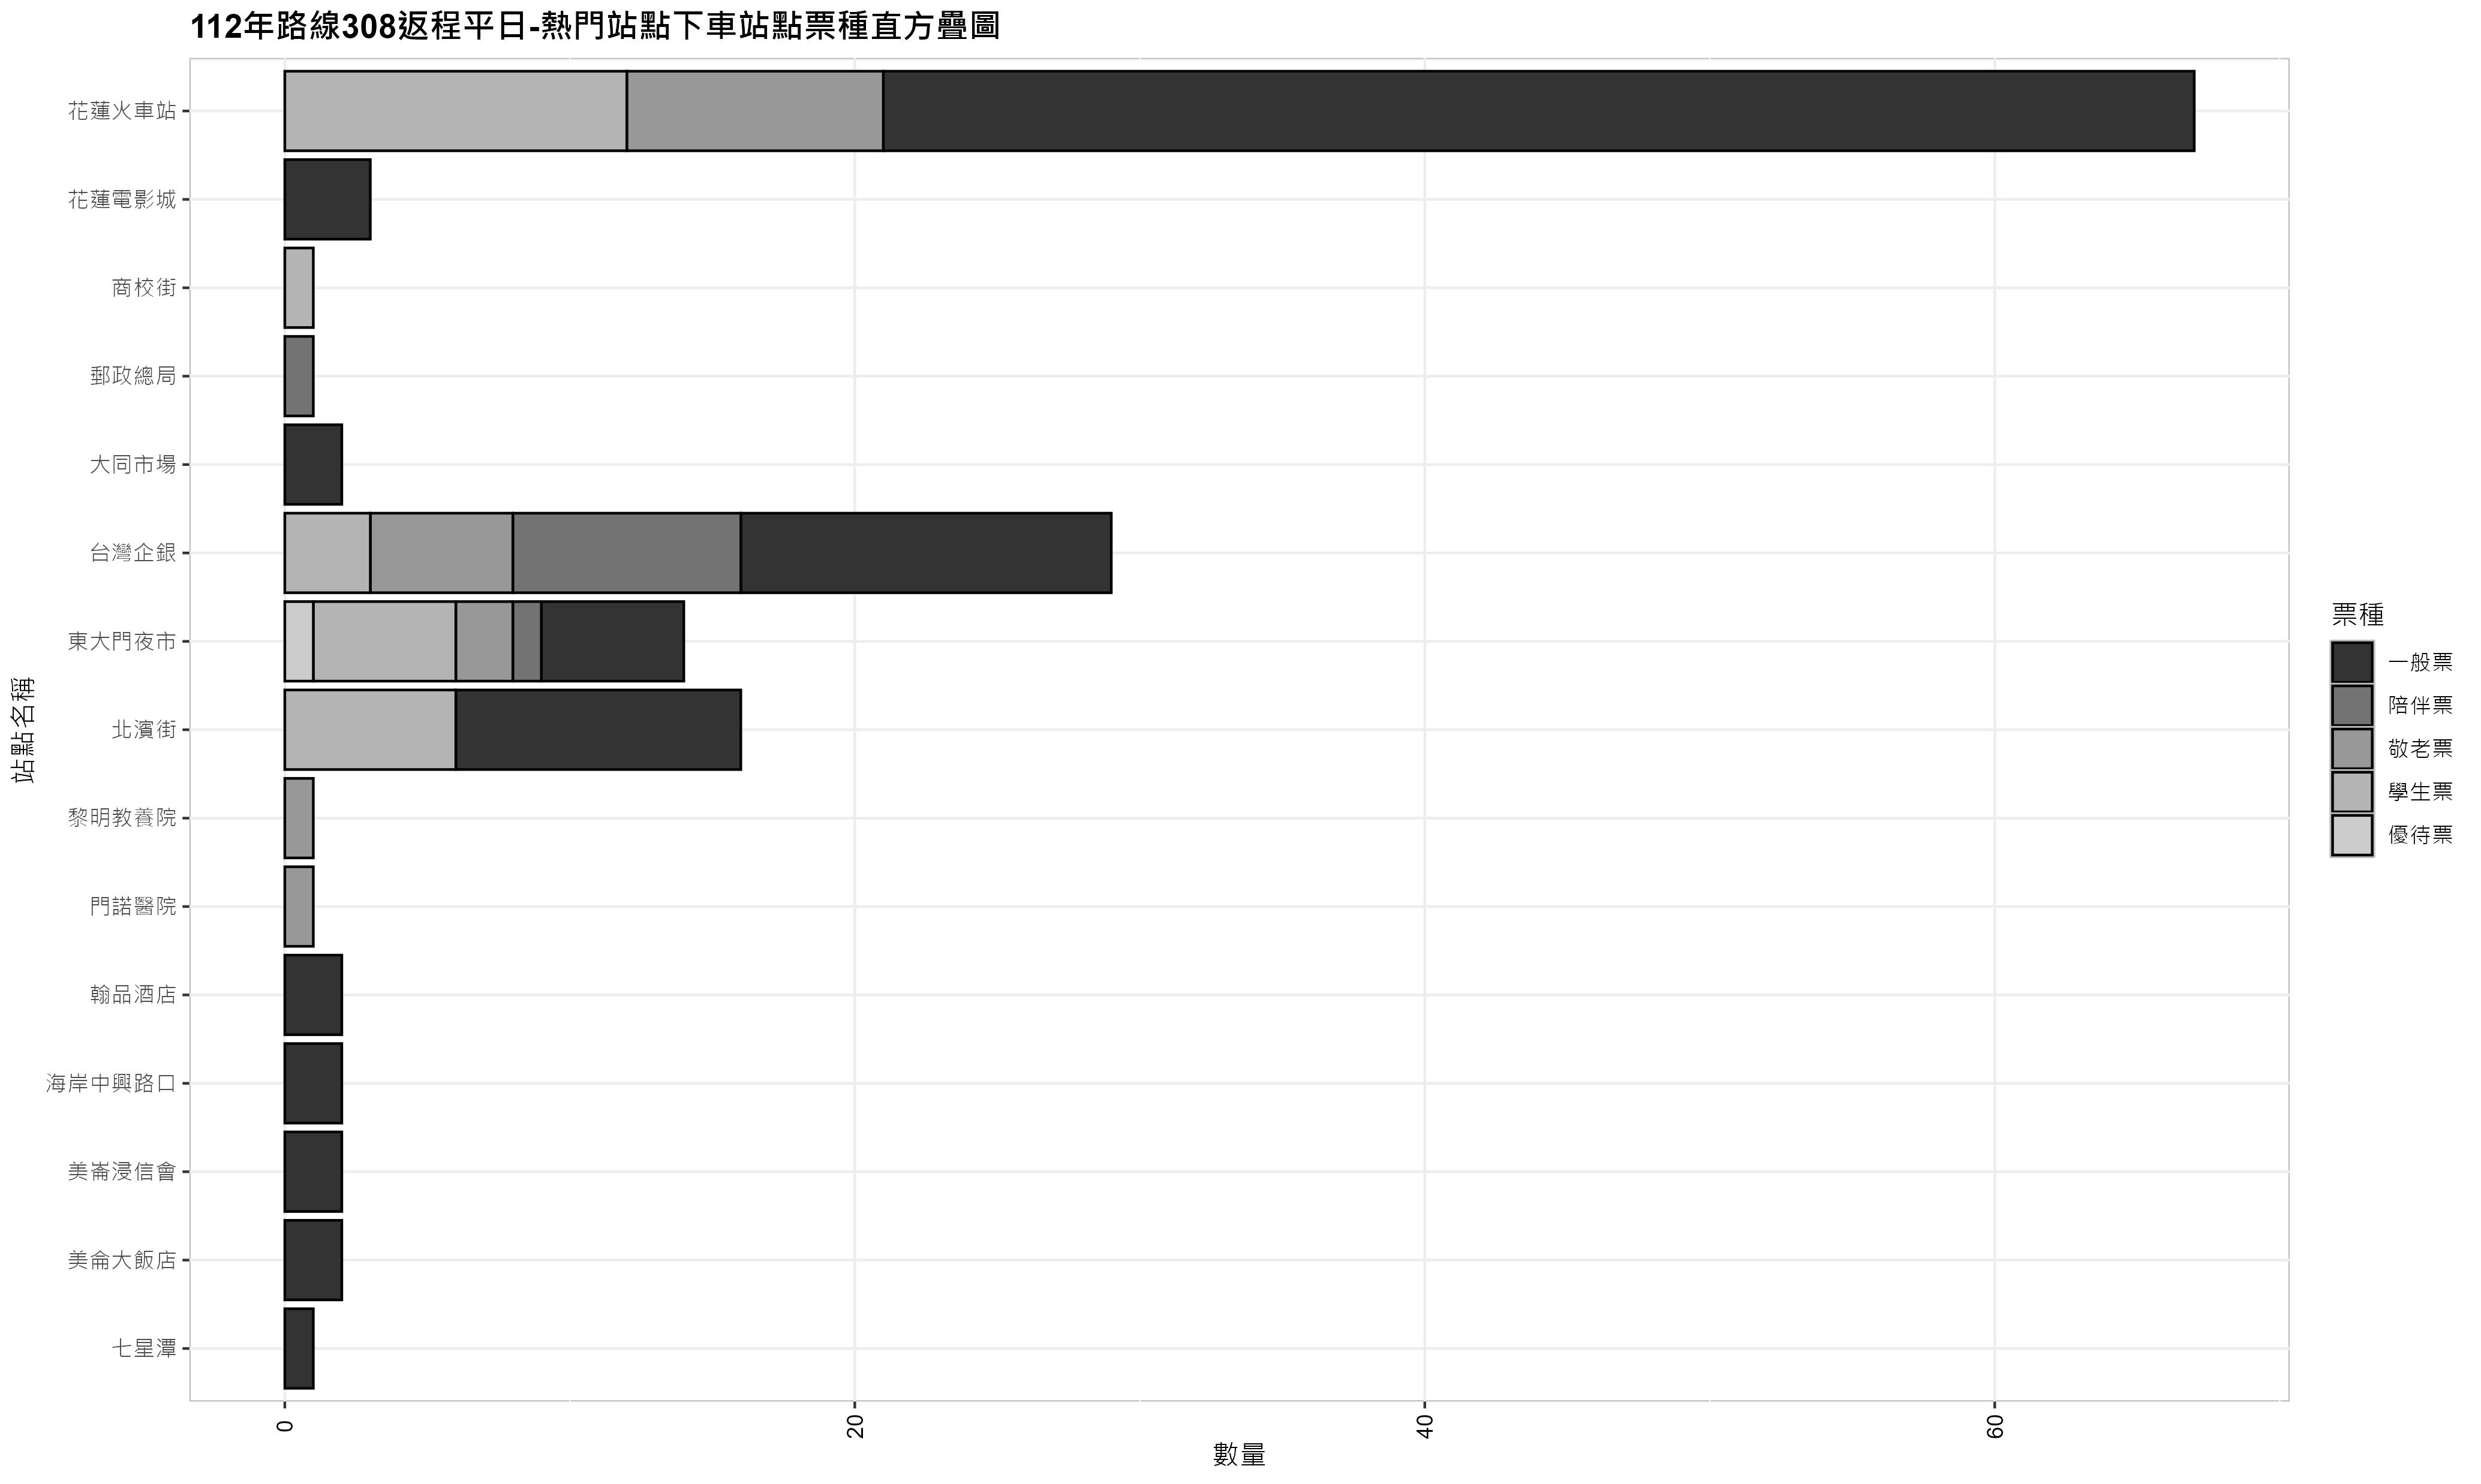 112年路線308返程平日-熱門站點下車站點票種直方疊圖
站點名稱
花蓮火車站
花蓮電影城
商校街
郵政總局
大同市場
台灣企銀
東大門夜市
北濱街
黎明教養院
門諾醫院
翰品酒店
海岸中興路口
美崙浸信會
美侖大飯店
七星潭
0
20
40
60
數量
票種
一般票
陪伴票
敬老票
學生票
優待票